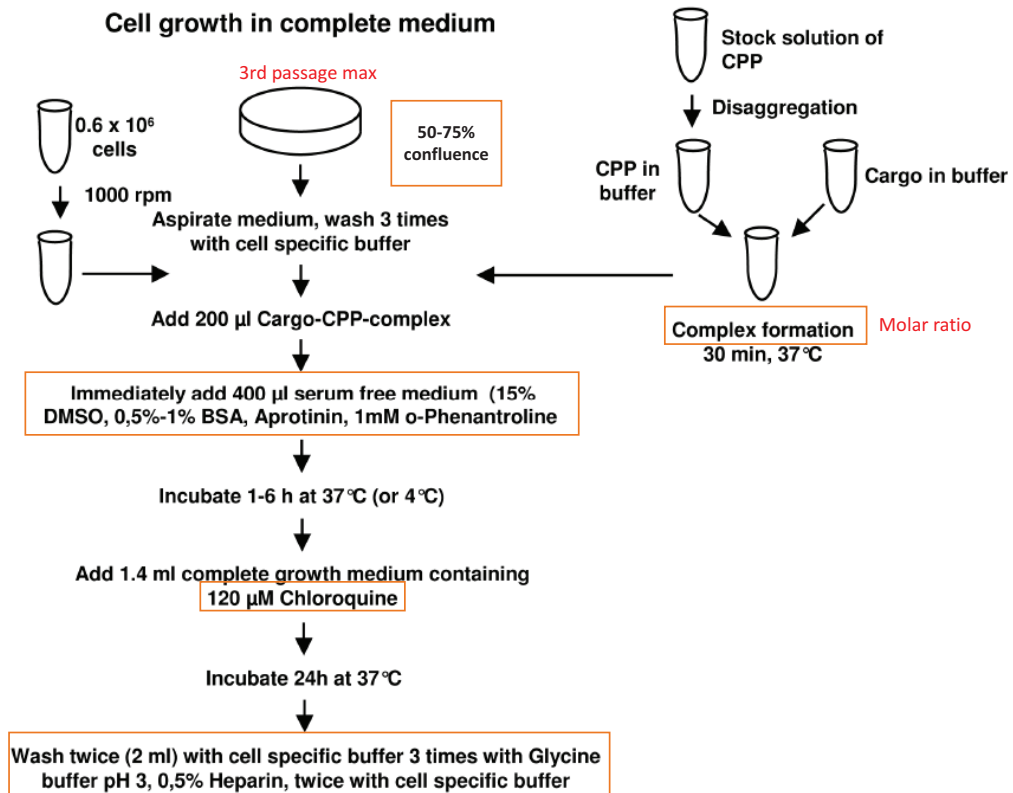 Cell growth in complete medium
3rd passage max
0.6 x 10⁶
cells
1000 rpm
50-75%
confluence
Aspirate medium, wash 3 times
with cell specific buffer
Add 200 µl Cargo-CPP-complex
Stock solution of
CPP
Disaggregation
CPP in
buffer
Cargo in buffer
Complex formation
30 min, 37°C
Molar ratio
Immediately add 400 µl serum free medium (15%
DMSO, 0,5%-1% BSA, Aprotinin, 1mM o-Phenantroline
Incubate 1-6 h at 37°C (or 4°C)
Add 1.4 ml complete growth medium containing
120 µM Chloroquine
Incubate 24h at 37°C
Wash twice (2 ml) with cell specific buffer 3 times with Glycine
buffer pH 3, 0,5% Heparin, twice with cell specific buffer